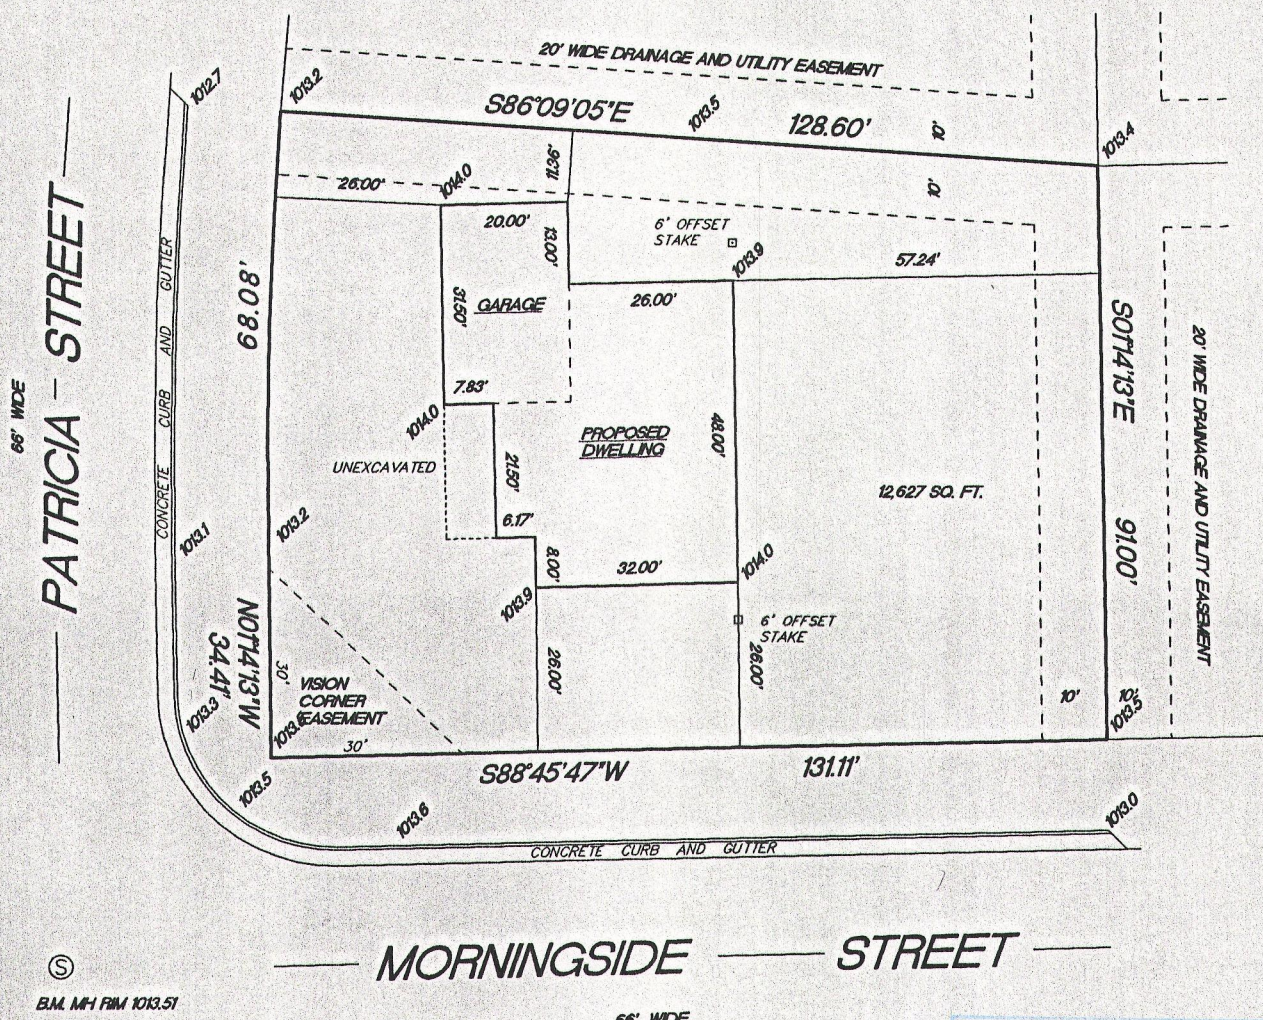 20' WIDE DRAINAGE AND UTILITY EASEMENT
1012.7
1013.2
S86°09'05"E
1013.5
128.60'
10'
1013.4
11.36'
10'
26.00'
1014.0
20.00'
13.00'
6' OFFSET
STAKE
1013.9
57.24'
GARAGE
31.50'
26.00'
68.08'
S01°14'13"E
91.00'
20' WIDE DRAINAGE AND UTILITY EASEMENT
PATRICIA STREET
66' WIDE
CONCRETE CURB AND GUTTER
7.83'
1014.0
PROPOSED
DWELLING
48.00'
UNEXCAVATED
21.50'
12,627 SQ. FT.
6.17'
1013.1
1013.2
8.00'
32.00'
1014.0
1013.9
6' OFFSET
STAKE
N01°14'13"W
34.41'
30'
VISION
CORNER
EASEMENT
26.00'
26.00'
10'
10'
1013.5
1013.3
30'
S88°45'47"W
131.11'
1013.5
1013.6
1013.0
CONCRETE CURB AND GUTTER
MORNINGSIDE STREET
66' WIDE
S
B.M. MH RIM 1013.51